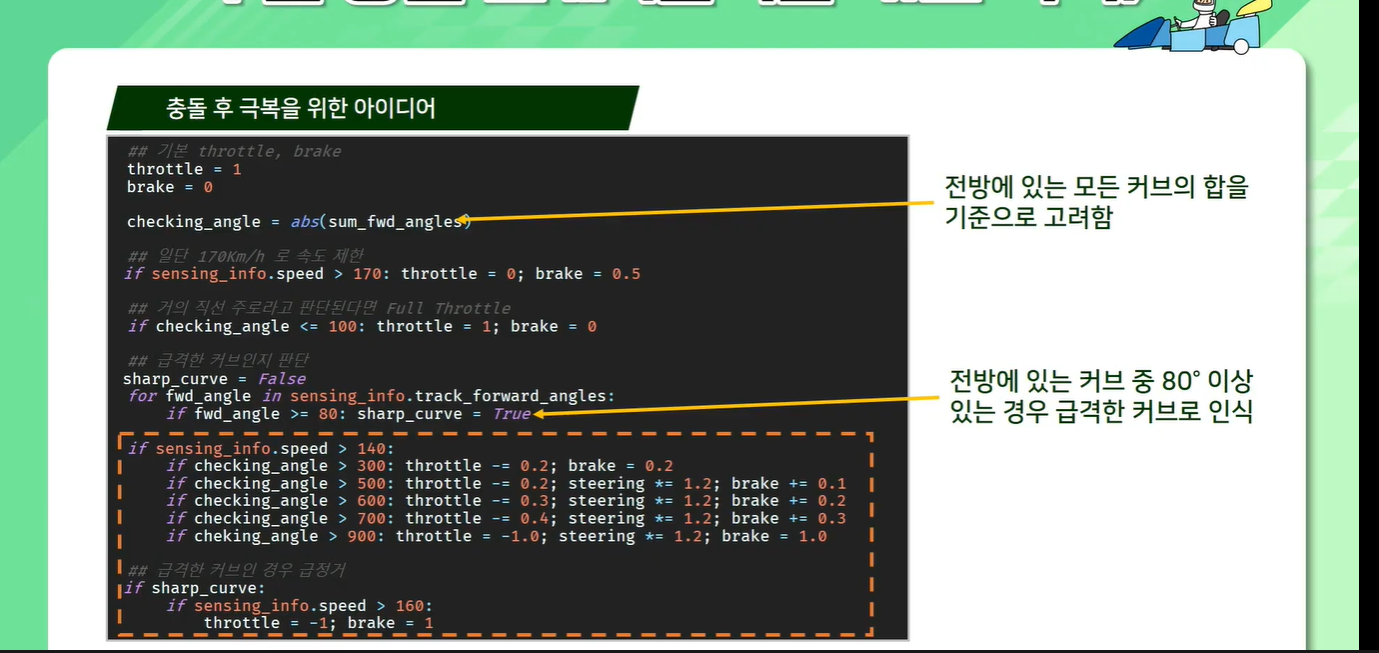 충돌 후 극복을 위한 아이디어
## 기본 throttle, brake
throttle = 1
brake = 0
checking_angle = abs(sum_fwd_angles)
## 일단 170Km/h 로 속도 제한
if sensing_info.speed > 170: throttle = 0; brake = 0.5
## 거의 직선 주로라고 판단된다면 Full Throttle
if checking_angle <= 100: throttle = 1; brake = 0
## 급격한 커브인지 판단
sharp_curve = False
for fwd_angle in sensing_info.track_forward_angles:
if fwd_angle >= 80: sharp_curve = True
if sensing_info.speed > 140:
if checking_angle > 300: throttle -= 0.2; brake = 0.2
if checking_angle > 500: throttle -= 0.2; steering *= 1.2; brake += 0.1
if checking_angle > 600: throttle -= 0.3; steering *= 1.2; brake += 0.2
if checking_angle > 700: throttle -= 0.4; steering *= 1.2; brake += 0.3
if cheking_angle > 900: throttle = -1.0; steering *= 1.2; brake = 1.0
## 급격한 커브인 경우 급정거
if sharp_curve:
if sensing_info.speed > 160:
throttle = -1; brake = 1
전방에 있는 모든 커브의 합을
기준으로 고려함
전방에 있는 커브 중 80° 이상
있는 경우 급격한 커브로 인식